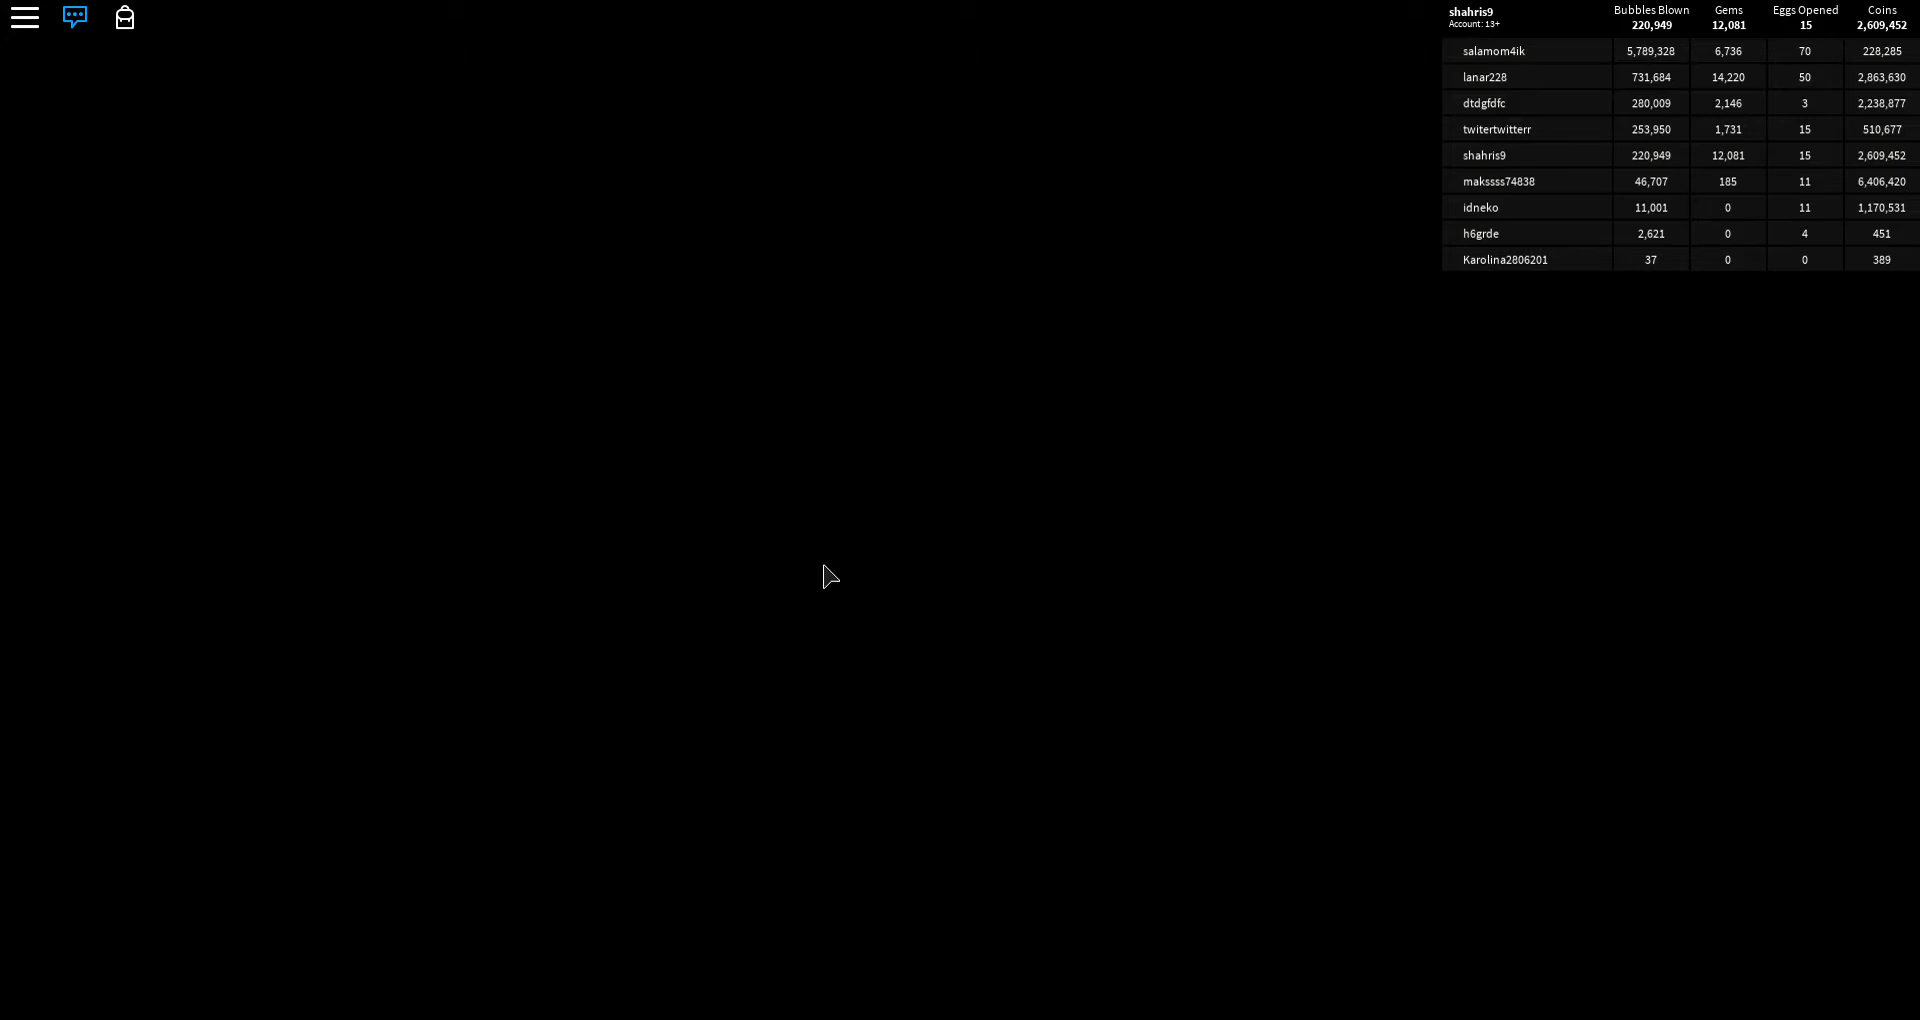 shahris9 Bubbles Blown Gems Eggs Opened Coins
Account: 13+ 220,949 12,081 15 2,609,452
salamom4ik 5,789,328 6,736 70 228,285
lanar228 731,684 14,220 50 2,863,630
dtdgfdfc 280,009 2,146 3 2,238,877
twitertwitterr 253,950 1,731 15 510,677
shahris9 220,949 12,081 15 2,609,452
makssss74838 46,707 185 11 6,406,420
idneko 11,001 0 11 1,170,531
h6grde 2,621 0 4 451
Karolina2806201 37 0 0 389